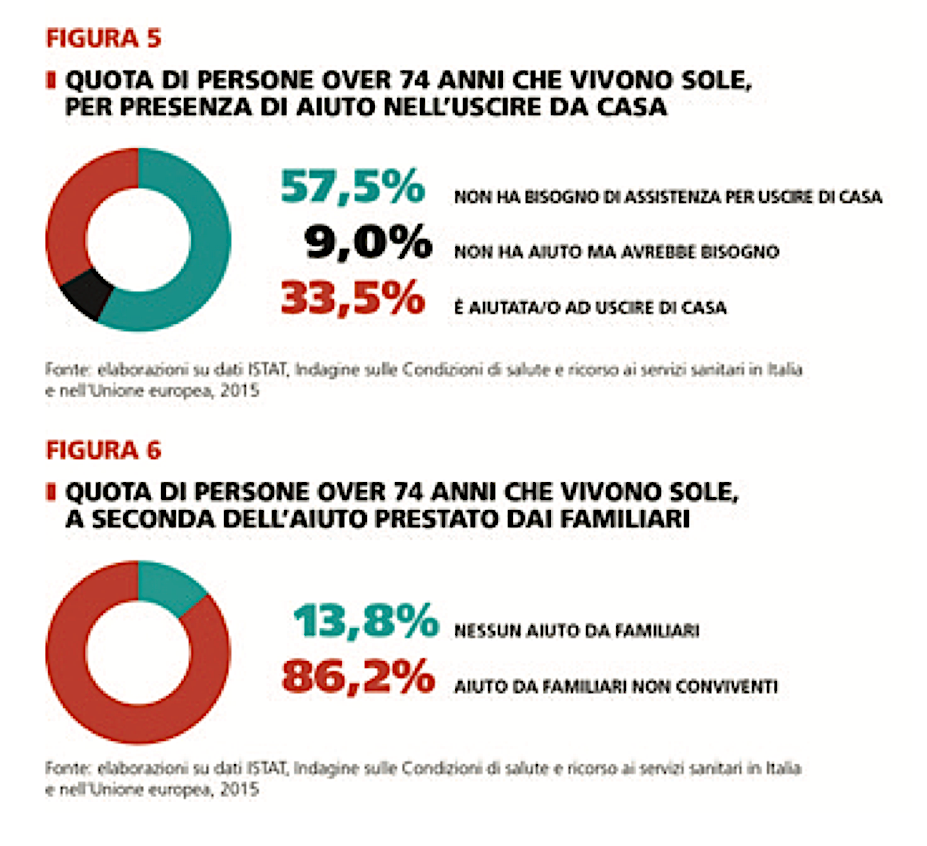 FIGURA 5
QUOTA DI PERSONE OVER 74 ANNI CHE VIVONO SOLE,
PER PRESENZA DI AIUTO NELL'USCIRE DA CASA
57,5% NON HA BISOGNO DI ASSISTENZA PER USCIRE DI CASA
9,0% NON HA AIUTO MA AVREBBE BISOGNO
33,5% È AIUTATA/O AD USCIRE DI CASA
Fonte: elaborazioni su dati ISTAT, Indagine sulle Condizioni di salute e ricorso ai servizi sanitari in Italia
e nell'Unione europea, 2015
FIGURA 6
QUOTA DI PERSONE OVER 74 ANNI CHE VIVONO SOLE,
A SECONDA DELL'AIUTO PRESTATO DAI FAMILIARI
13,8% NESSUN AIUTO DA FAMILIARI
86,2% AIUTO DA FAMILIARI NON CONVIVENTI
Fonte: elaborazioni su dati ISTAT, Indagine sulle Condizioni di salute e ricorso ai servizi sanitari in Italia
e nell'Unione europea, 2015